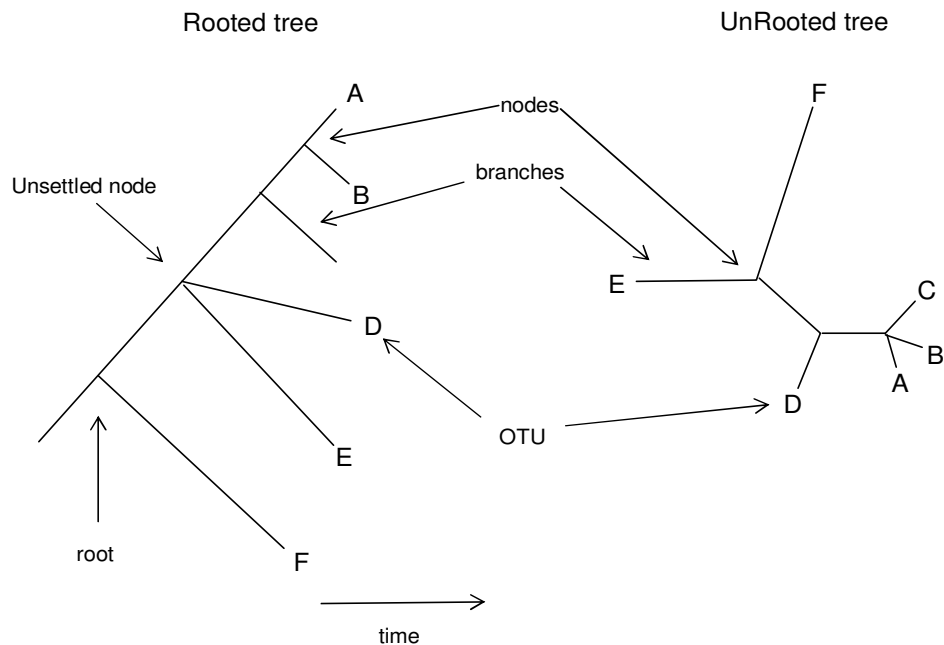 Rooted tree
UnRooted tree
A
nodes
F
branches
Unsettled node
B
E
C
D
B
A
D
OTU
E
root
F
time